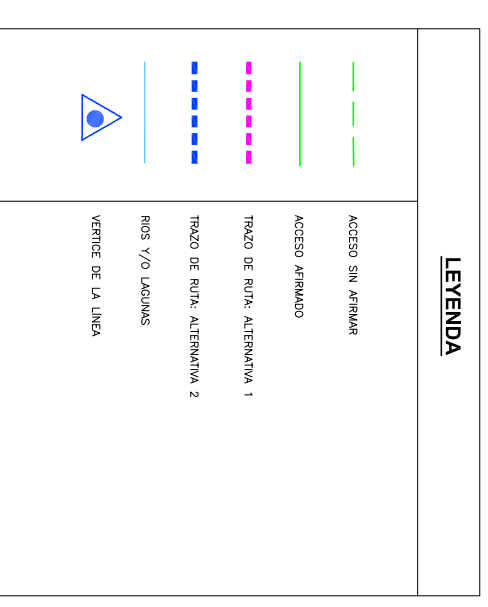 LEYENDA
ACCESO SIN AFIRMAR
ACCESO AFIRMADO
TRAZO DE RUTA: ALTERNATIVA 1
TRAZO DE RUTA: ALTERNATIVA 2
RIOS Y/O LAGUNAS
VERTICE DE LA LÍNEA